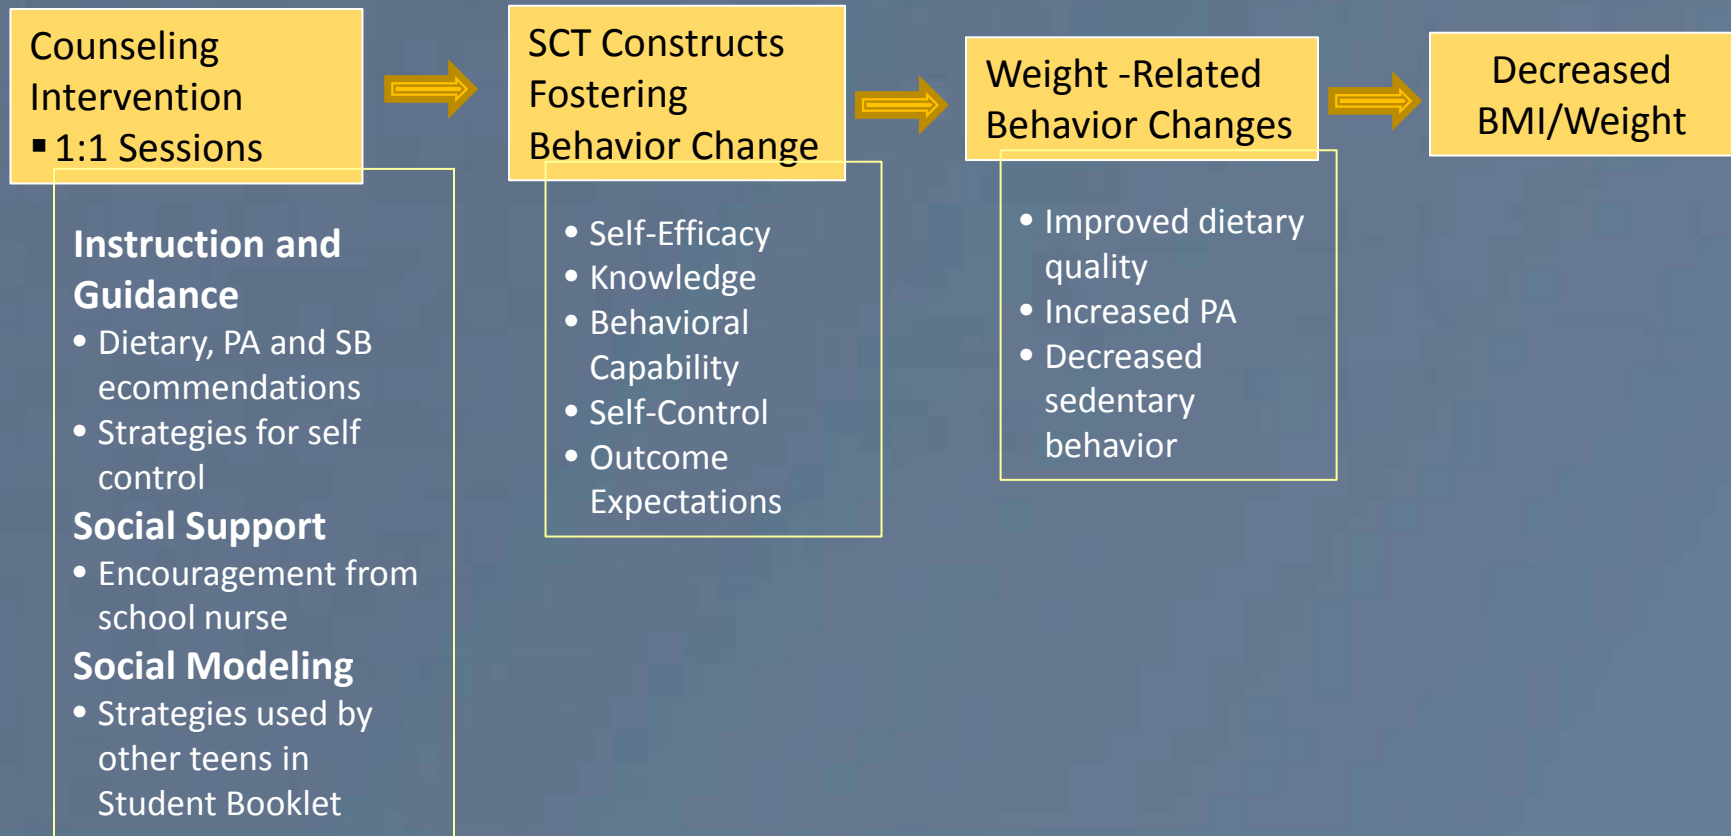 Counseling
Intervention
▪ 1:1 Sessions
Instruction and
Guidance
• Dietary, PA and SB
ecommendations
• Strategies for self
control
Social Support
• Encouragement from
school nurse
Social Modeling
• Strategies used by
other teens in
Student Booklet
SCT Constructs
Fostering
Behavior Change
• Self-Efficacy
• Knowledge
• Behavioral
Capability
• Self-Control
• Outcome
Expectations
Weight -Related
Behavior Changes
• Improved dietary
quality
• Increased PA
• Decreased
sedentary
behavior
Decreased
BMI/Weight